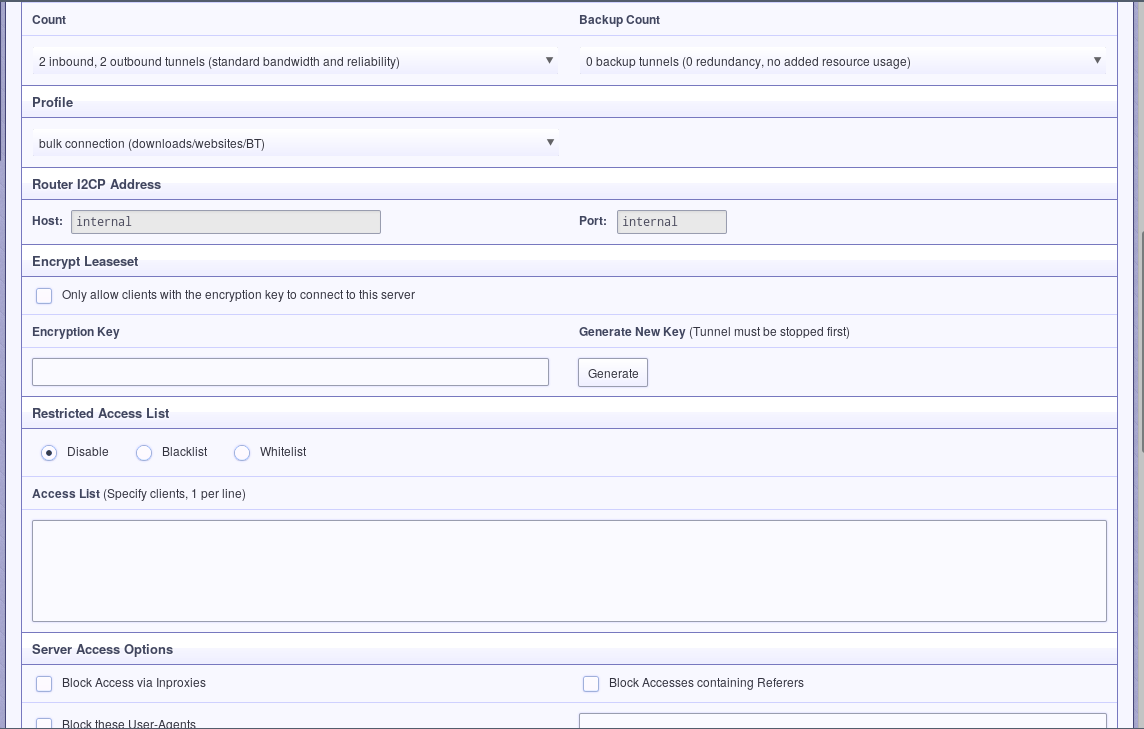 Count Backup Count
2 inbound, 2 outbound tunnels (standard bandwidth and reliability) 0 backup tunnels (0 redundancy, no added resource usage)
Profile
bulk connection (downloads/websites/BT)
Router I2CP Address
Host: internal Port: internal
Encrypt Leaseset
Only allow clients with the encryption key to connect to this server
Encryption Key Generate New Key (Tunnel must be stopped first)
Generate
Restricted Access List
Disable Blacklist Whitelist
Access List (Specify clients, 1 per line)
Server Access Options
Block Access via Inproxies Block Accesses containing Referers
Block these User-Agents